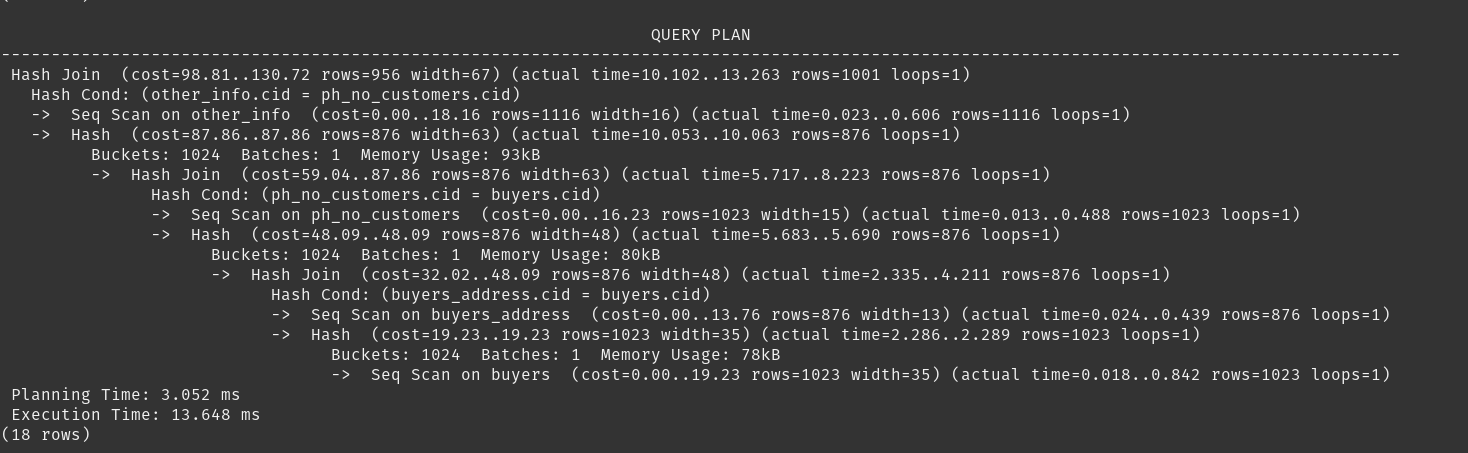 QUERY PLAN
--------------------------------------------------------------------------------------------------------------------------------------------
Hash Join  (cost=98.81..130.72 rows=956 width=67) (actual time=10.102..13.263 rows=1001 loops=1)
  Hash Cond: (other_info.cid = ph_no_customers.cid)
  ->  Seq Scan on other_info  (cost=0.00..18.16 rows=1116 width=16) (actual time=0.023..0.606 rows=1116 loops=1)
  ->  Hash  (cost=87.86..87.86 rows=876 width=63) (actual time=10.053..10.063 rows=876 loops=1)
        Buckets: 1024  Batches: 1  Memory Usage: 93kB
        ->  Hash Join  (cost=59.04..87.86 rows=876 width=63) (actual time=5.717..8.223 rows=876 loops=1)
              Hash Cond: (ph_no_customers.cid = buyers.cid)
              ->  Seq Scan on ph_no_customers  (cost=0.00..16.23 rows=1023 width=15) (actual time=0.013..0.488 rows=1023 loops=1)
              ->  Hash  (cost=48.09..48.09 rows=876 width=48) (actual time=5.683..5.690 rows=876 loops=1)
                    Buckets: 1024  Batches: 1  Memory Usage: 80kB
                    ->  Hash Join  (cost=32.02..48.09 rows=876 width=48) (actual time=2.335..4.211 rows=876 loops=1)
                          Hash Cond: (buyers_address.cid = buyers.cid)
                          ->  Seq Scan on buyers_address  (cost=0.00..13.76 rows=876 width=13) (actual time=0.024..0.439 rows=876 loops=1)
                          ->  Hash  (cost=19.23..19.23 rows=1023 width=35) (actual time=2.286..2.289 rows=1023 loops=1)
                                Buckets: 1024  Batches: 1  Memory Usage: 78kB
                                ->  Seq Scan on buyers  (cost=0.00..19.23 rows=1023 width=35) (actual time=0.018..0.842 rows=1023 loops=1)
Planning Time: 3.052 ms
Execution Time: 13.648 ms
(18 rows)